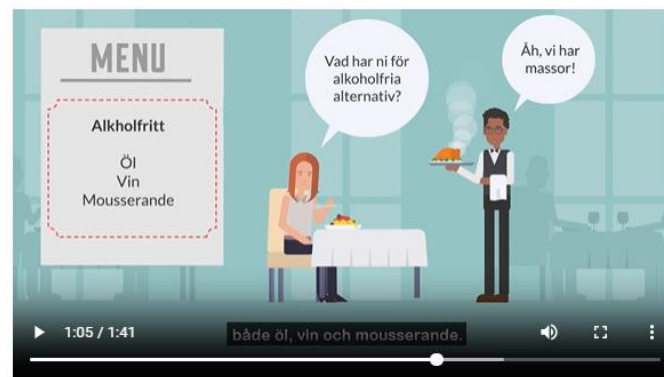 MENU
Alkholfritt
Öl
Vin
Mousserande
Vad har ni för
alkoholfria
alternativ?
Åh, vi har
massor!
1:05 / 1:41
både öl, vin och mousserande.